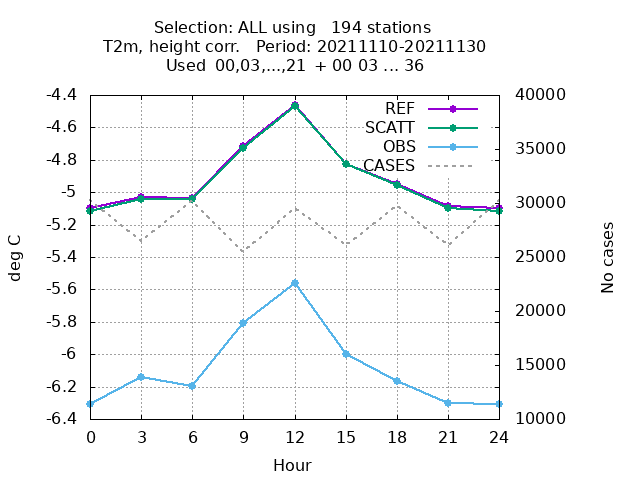 Selection: ALL using   194 stations
T2m, height corr.   Period: 20211110-20211130
Used  00,03,...,21  + 00 03 ... 36
-4.4
-4.6
-4.8
-5
-5.2
-5.4
-5.6
-5.8
-6
-6.2
-6.4
deg C
REF
SCATT
OBS
CASES
40000
35000
30000
25000
20000
15000
10000
No cases
0 3 6 9 12 15 18 21 24
Hour